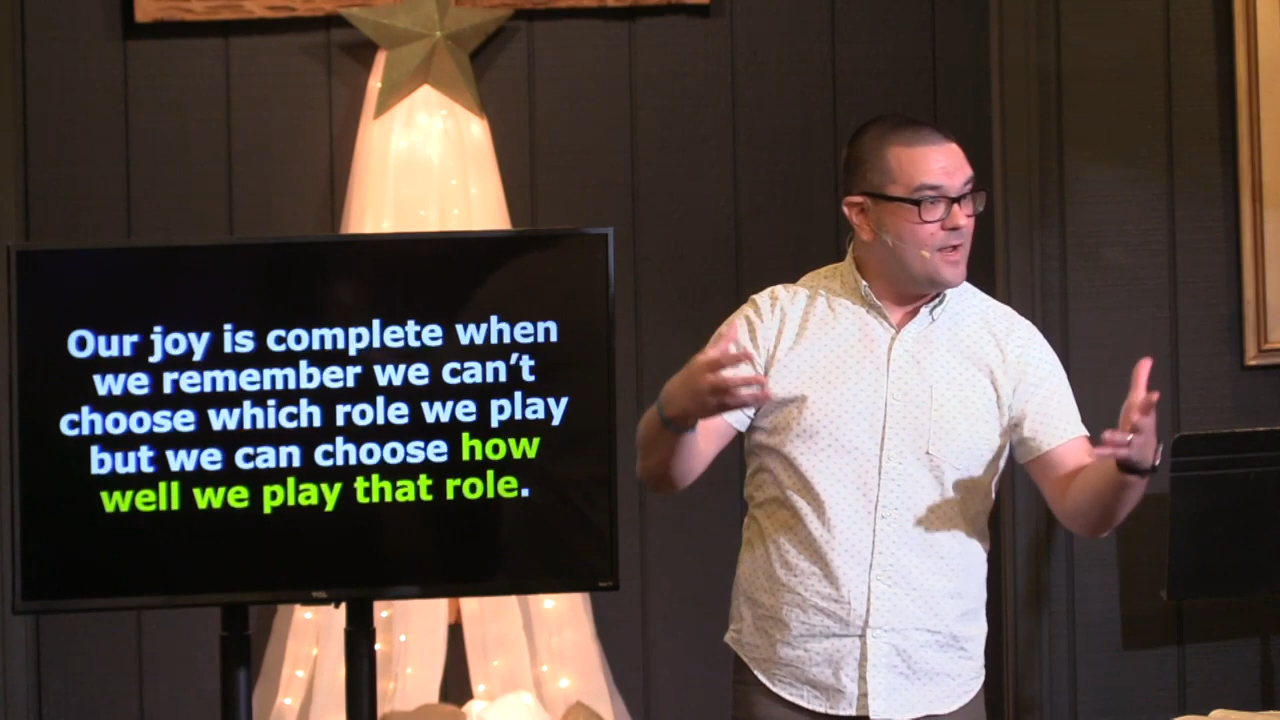 Our joy is complete when
we remember we can't
choose which role we play
but we can choose how
well we play that role.
TCL